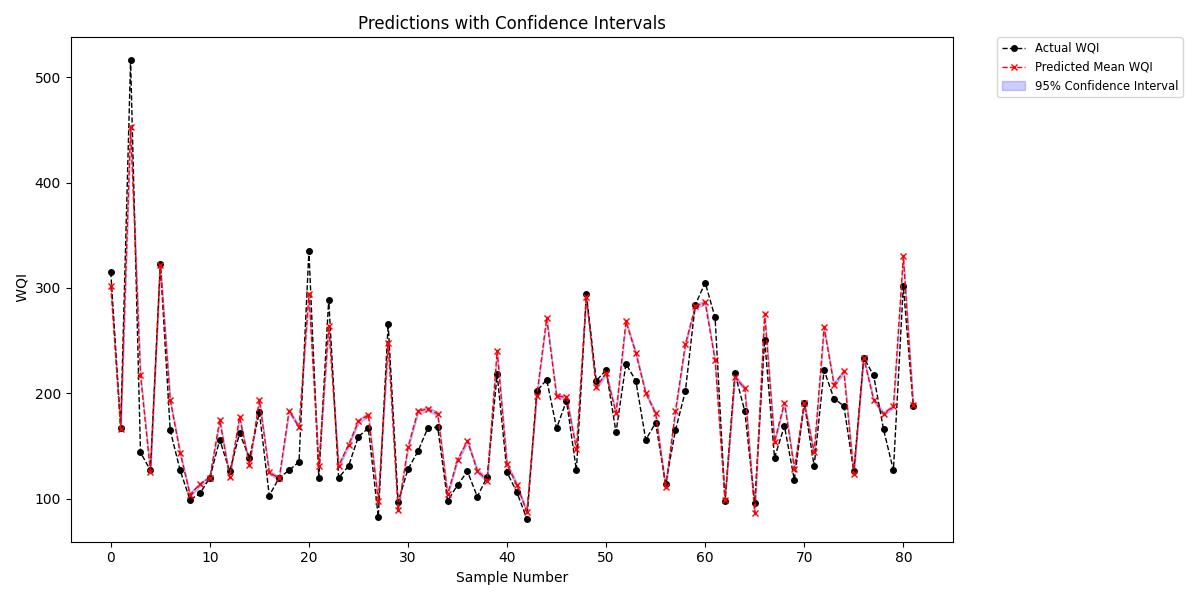 Predictions with Confidence Intervals
Actual WQI
Predicted Mean WQI
95% Confidence Interval
WQI
500
400
300
200
100
0
10
20
30
40
50
60
70
80
Sample Number